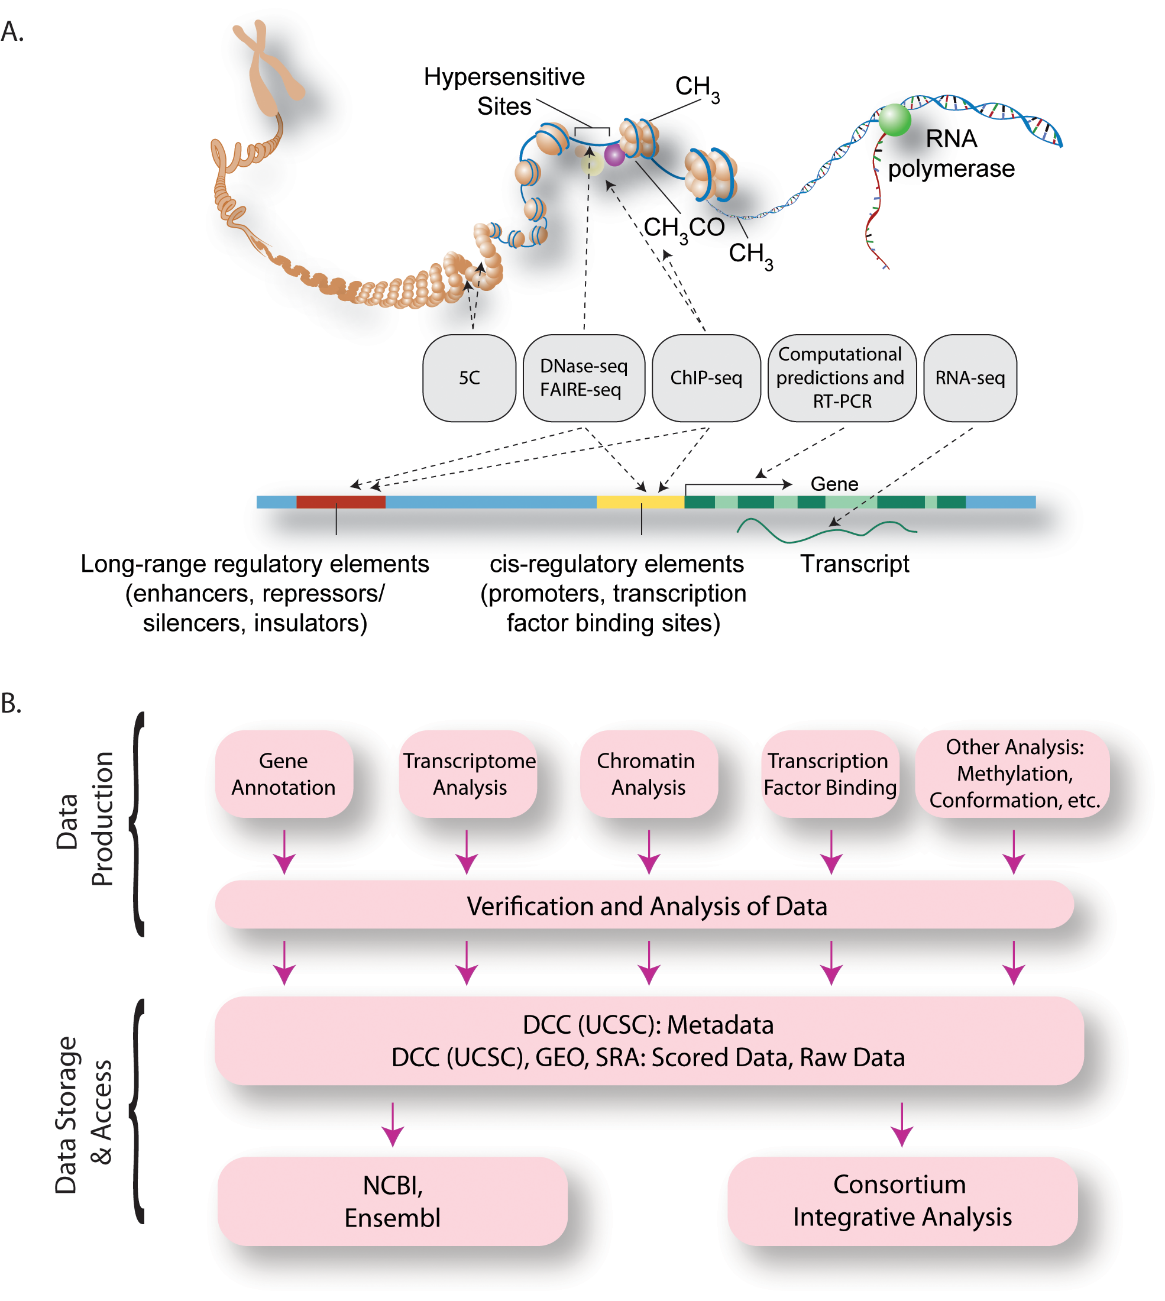 A.
Hypersensitive
Sites
CH3
RNA
polymerase
CH3CO
CH3
5C
DNase-seq
FAIRE-seq
ChIP-seq
Computational
predictions and
RT-PCR
RNA-seq
Gene
Long-range regulatory elements
(enhancers, repressors/
silencers, insulators)
cis-regulatory elements
(promoters, transcription
factor binding sites)
Transcript
B.
Data
Production
Gene
Annotation
Transcriptome
Analysis
Chromatin
Analysis
Transcription
Factor Binding
Other Analysis:
Methylation,
Conformation, etc.
Verification and Analysis of Data
Data Storage
& Access
DCC (UCSC): Metadata
DCC (UCSC), GEO, SRA: Scored Data, Raw Data
NCBI,
Ensembl
Consortium
Integrative Analysis